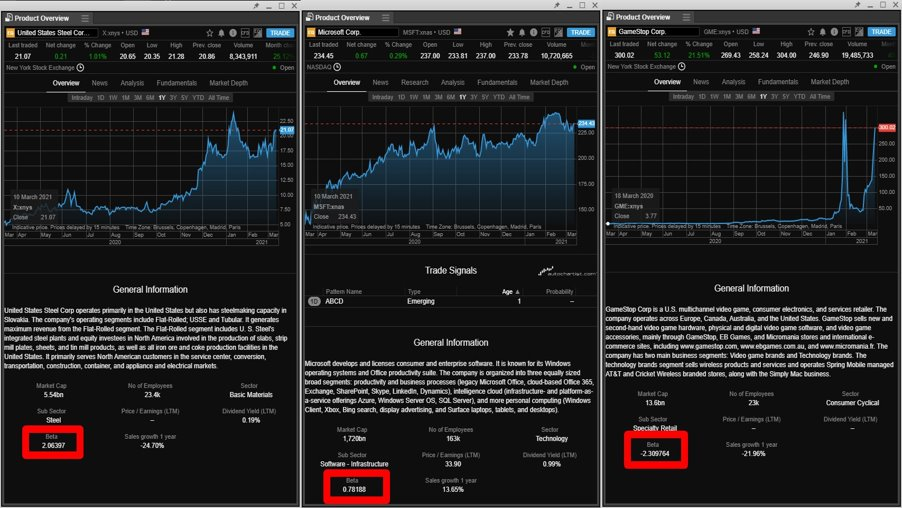 Product Overview
EQ United States Steel Corp... X:xnys • USD
CFD TRADE
Last traded Net change % Change Open Low High Prev. close Volume Month ch
21.07 0.21 1.01% 20.65 20.35 21.28 20.86 8,343,911 25.12%
New York Stock Exchange Open
Overview News Analysis Fundamentals Market Depth
Intraday 1D 1W 1M 3M 6M 1Y 3Y 5Y YTD All Time
22.50
21.07
20.00
17.50
15.00
12.50
10.00
7.50
5.00
10 March 2021
X:xnys
Close 21.07
Indicative price. Prices delayed by 15 minutes Time Zone: Brussels, Copenhagen, Madrid, Paris
Mar Apr May Jun Jul Aug Sep Oct Nov Dec Jan Feb Mar
2020 2021
General Information
United States Steel Corp operates primarily in the United States but also has steelmaking capacity in
Slovakia. The company's operating segments include Flat-Rolled; USSE and Tubular. It generates
maximum revenue from the Flat-Rolled segment. The Flat-Rolled segment includes U. S. Steel's
integrated steel plants and equity investees in North America involved in the production of slabs, strip
mill plates, sheets, and tin mill products, as well as all iron ore and coke production facilities in the
United States. It primarily serves North American customers in the service center, conversion,
transportation, construction, container, and appliance and electrical markets.
Market Cap No of Employees Sector
5.54bn 23.4k Basic Materials
Sub Sector Price / Earnings (LTM) Dividend Yield (LTM)
Steel – 0.19%
Beta Sales growth 1 year
2.06397 -24.70%
Product Overview
EQ Microsoft Corp. MSFT:xnas • USD
CFD TRADE
Last traded Net change % Change Open Low High Prev. close Volume
234.45 0.67 0.29% 237.00 233.81 237.00 233.78 10,720,665
NASDAQ Open
Overview News Research Analysis Fundamentals Market Depth
Intraday 1D 1W 1M 3M 6M 1Y 3Y 5Y YTD All Time
234.43
225.00
200.00
175.00
150.00
10 March 2021
MSFT:xnas
Close 234.43
Indicative price. Prices delayed by 15 minutes Time Zone: Brussels, Copenhagen, Madrid, Paris
Apr May Jun Jul Aug Sep Oct Nov Dec Jan Feb Mar
2020 2021
Trade Signals
autochartist.com
Pattern Name Type Age Probability
10 ABCD Emerging 1 –
General Information
Microsoft develops and licenses consumer and enterprise software. It is known for its Windows
operating systems and Office productivity suite. The company is organized into three equally sized
broad segments: productivity and business processes (legacy Microsoft Office, cloud-based Office 365,
Exchange, SharePoint, Skype, LinkedIn, Dynamics), intelligent cloud (infrastructure- and platform-as-
a-service offerings Azure, Windows Server OS, SQL Server), and more personal computing (Windows
Client, Xbox, Bing search, display advertising, and Surface laptops, tablets, and desktops).
Market Cap No of Employees Sector
1,720bn 163k Technology
Sub Sector Price / Earnings (LTM) Dividend Yield (LTM)
Software - Infrastructure 33.90 0.99%
Beta Sales growth 1 year
0.78188 13.65%
Product Overview
EQ GameStop Corp. GME:xnys • USD
CFD TRADE
Last traded Net change % Change Open Low High Prev. close Volume
300.02 53.12 21.51% 269.43 258.24 304.00 246.90 19,485,733
New York Stock Exchange Open
Overview News Analysis Fundamentals Market Depth
Intraday 1D 1W 1M 3M 6M 1Y 3Y 5Y YTD All Time
300.02
250.00
200.00
150.00
50.00
18 March 2020
GME:xnys
Close 3.77
Indicative price. Prices delayed by 15 minutes Time Zone: Brussels, Copenhagen, Madrid, Paris
Mar Apr May Jun Jul Aug Sep Oct Nov Dec Jan Feb Mar
2020 2021
General Information
GameStop Corp is a U.S. multichannel video game, consumer electronics, and services retailer. The
company operates across Europe, Canada, Australia, and the United States. GameStop sells new and
second-hand video game hardware, physical and digital video game software, and video game
accessories, mainly through GameStop, EB Games, and Micromania stores and international e-
commerce sites, including www.gamestop.com, www.ebgames.com.au, and www.micromania.fr. The
company has two main business segments: Video game brands and Technology brands. The
technologies brands segment sells wireless products and services and operates Spring Mobile managed
AT&T and Cricket Wireless branded stores, along with the Simply Mac business.
Market Cap No of Employees Sector
13.6bn 23k Consumer Cyclical
Sub Sector Price / Earnings (LTM) Dividend Yield (LTM)
Specialty Retail – –
Beta Sales growth 1 year
-2.309764 -21.96%